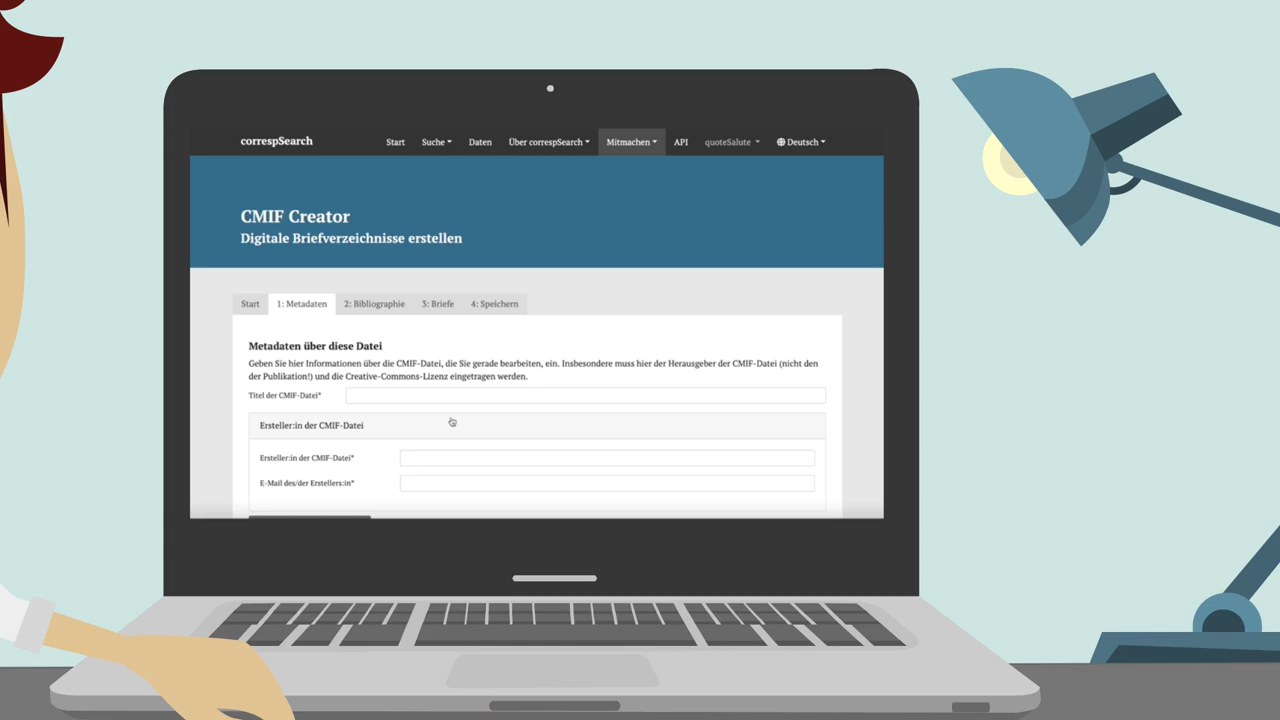 correspSearch Start Suche Daten Über correspSearch Mitmachen API quoteSalute Deutsch
CMIF Creator
Digitale Briefverzeichnisse erstellen
Start 1: Metadaten 2: Bibliographie 3: Briefe 4: Speichern
Metadaten über diese Datei
Geben Sie hier Informationen über die CMIF-Datei, die Sie gerade bearbeiten, ein. Insbesondere muss hier der Herausgeber der CMIF-Datei (nicht den
der Publikation!) und die Creative-Commons-Lizenz eingetragen werden.
Titel der CMIF-Datei*
Ersteller:in der CMIF-Datei
Ersteller:in der CMIF-Datei*
E-Mail des/der Erstellers:in*